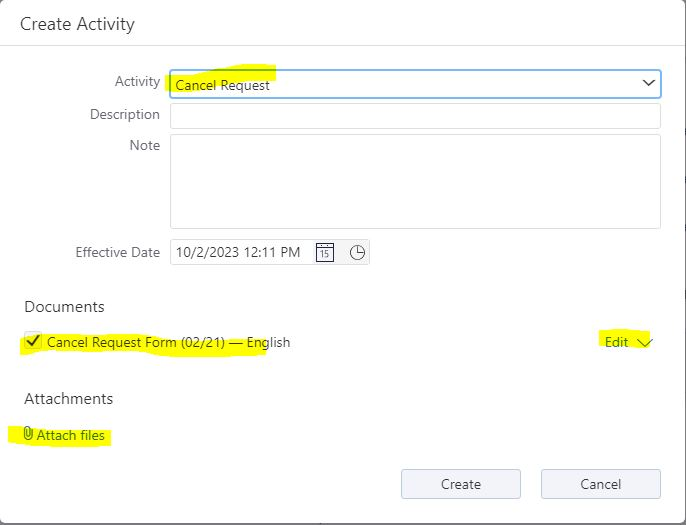 Create Activity
Activity Cancel Request
Description
Note
Effective Date 10/2/2023 12:11 PM 15
Documents
Cancel Request Form (02/21) — English Edit
Attachments
Attach files
Create Cancel